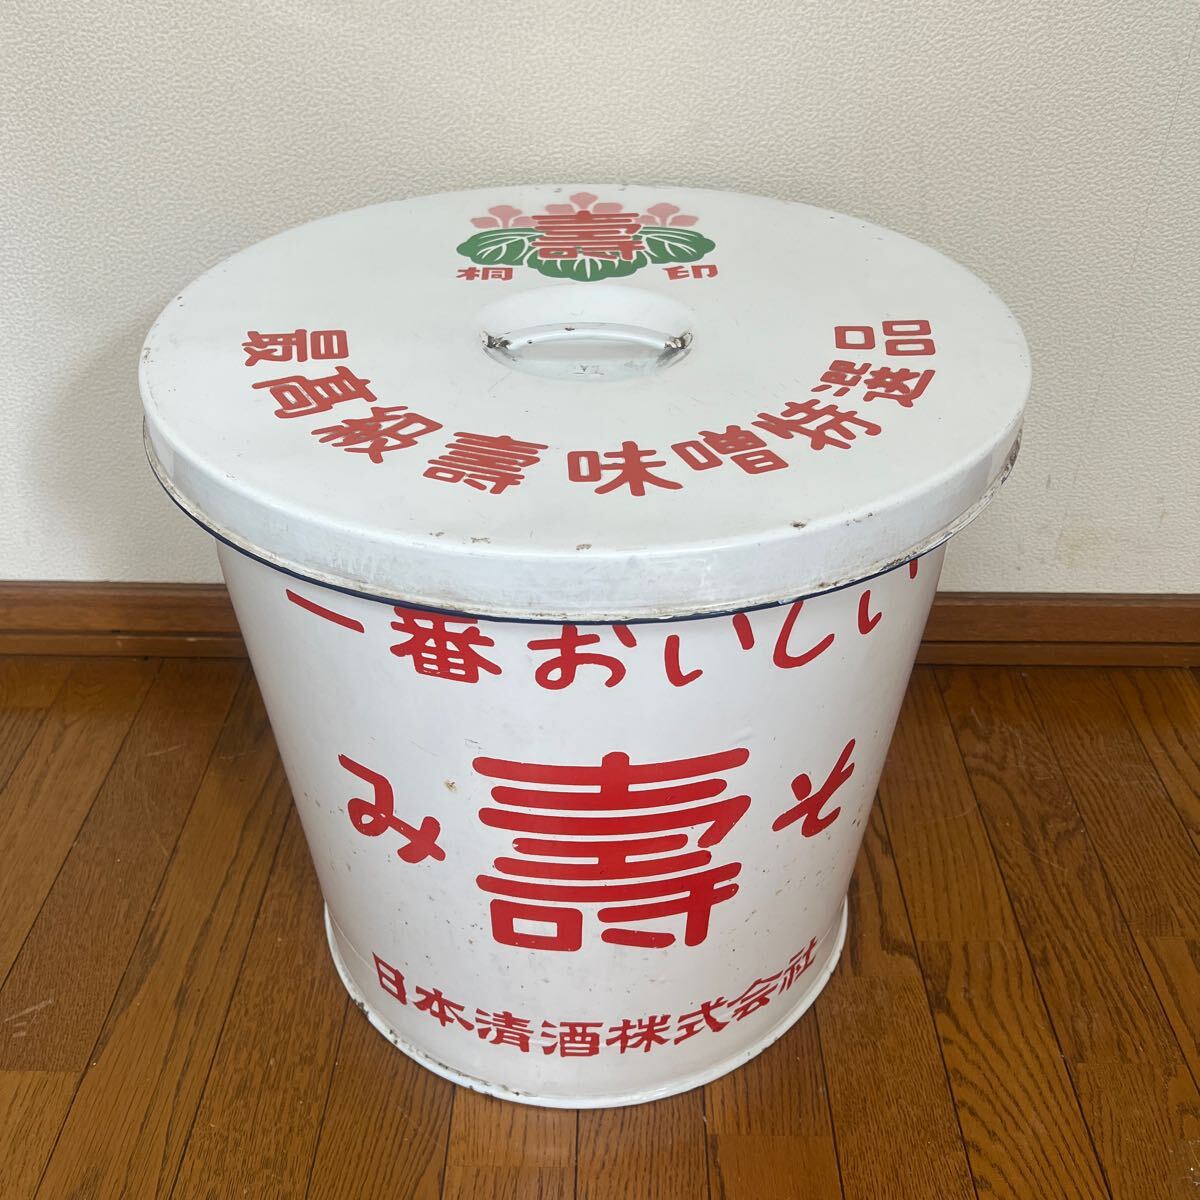 壽
桐 印
最高級壽味噌特選品
一番おいしい
み壽そ
日本清酒株式会社